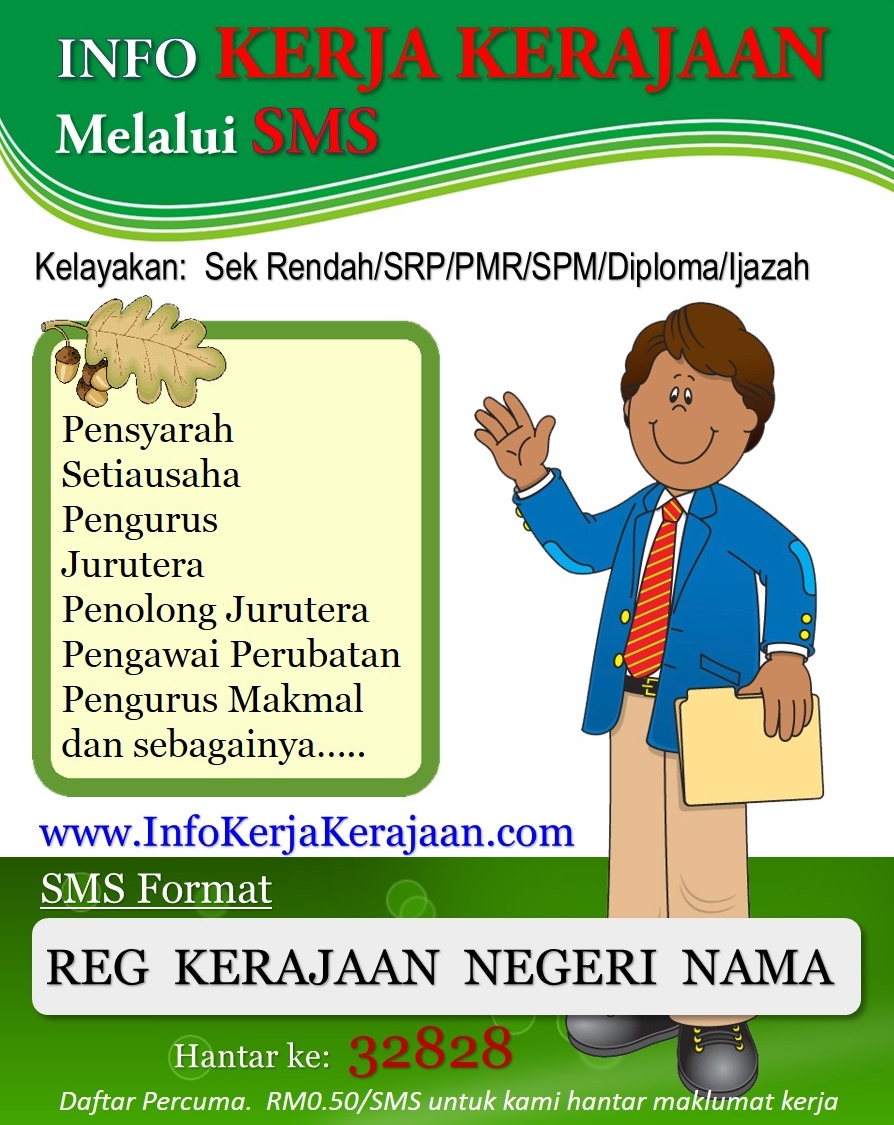 INFO KERJA KERAJAAN
Melalui SMS
Kelayakan: Sek Rendah/SRP/PMR/SPM/Diploma/Ijazah
Pensyarah
Setiausaha
Pengurus
Jurutera
Penolong Jurutera
Pengawai Perubatan
Pengurus Makmal
dan sebagainya.....
www.InfoKerjaKerajaan.com
SMS Format
REG KERAJAAN NEGERI NAMA
Hantar ke: 32828
Daftar Percuma. RM0.50/SMS untuk kami hantar maklumat kerja